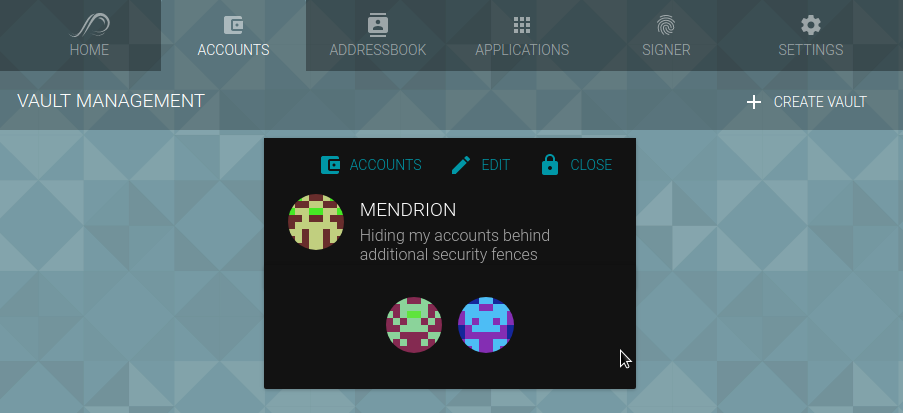 HOME
ACCOUNTS
ADDRESSBOOK
APPLICATIONS
SIGNER
SETTINGS
VAULT MANAGEMENT
CREATE VAULT
ACCOUNTS
EDIT
CLOSE
MENDRION
Hiding my accounts behind
additional security fences